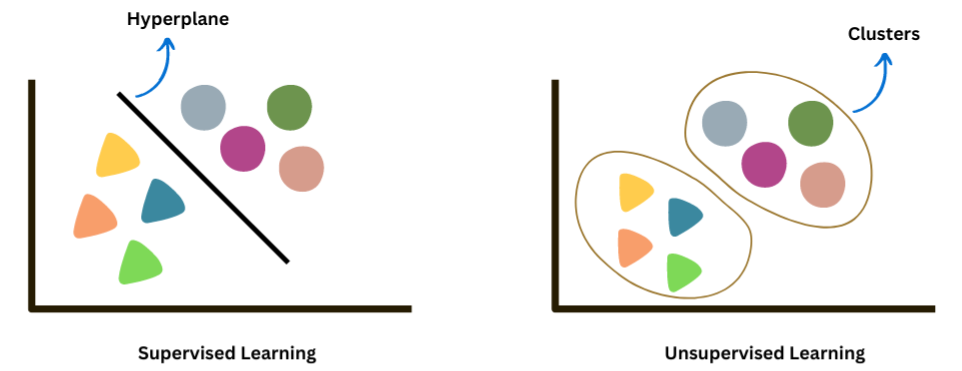 Hyperplane
Clusters
Supervised Learning
Unsupervised Learning